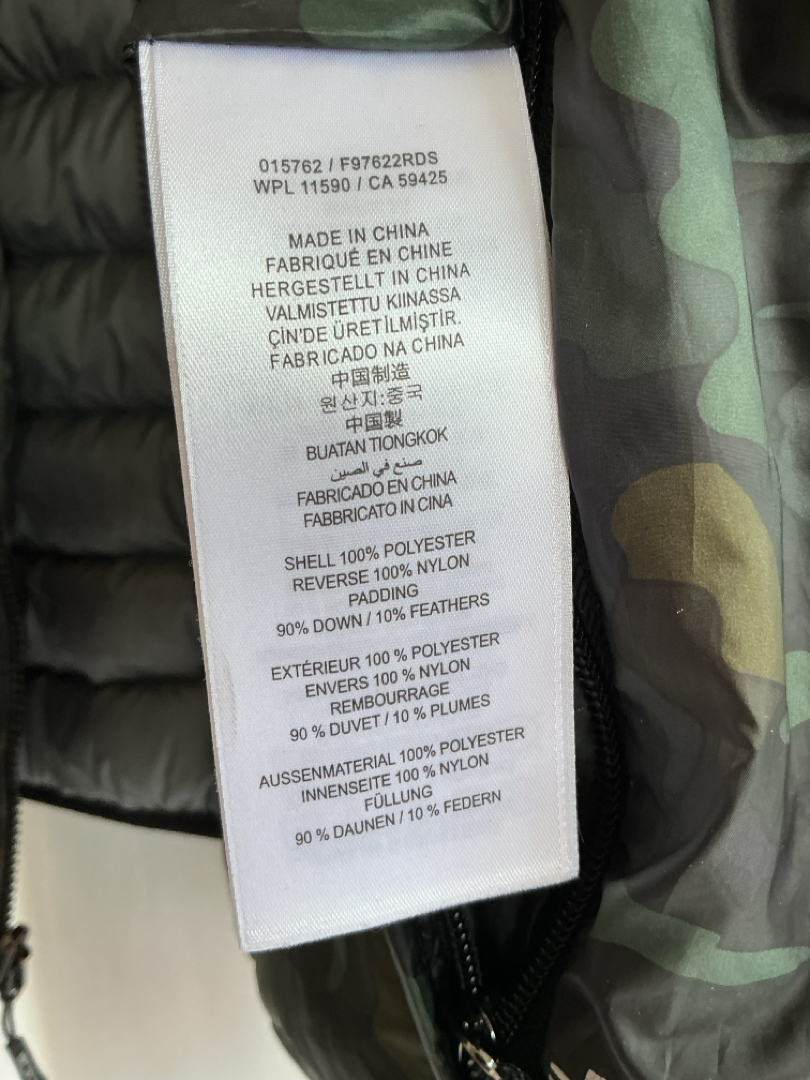 015762 / F97622RDS
WPL 11590 / CA 59425
MADE IN CHINA
FABRIQUÉ EN CHINE
HERGESTELLT IN CHINA
VALMISTETTU KIINASSA
ÇİN'DE ÜRETİLMİŞTİR.
FABRICADO NA CHINA
中国制造
원산지:중국
中国製
BUATAN TIONGKOK
صنع في الصين
FABRICADO EN CHINA
FABBRICATO IN CINA
SHELL 100% POLYESTER
REVERSE 100% NYLON
PADDING
90% DOWN / 10% FEATHERS
EXTÉRIEUR 100 % POLYESTER
ENVERS 100 % NYLON
REMBOURRAGE
90 % DUVET / 10 % PLUMES
AUSSENMATERIAL 100% POLYESTER
INNENSEITE 100 % NYLON
FÜLLUNG
90 % DAUNEN / 10 % FEDERN